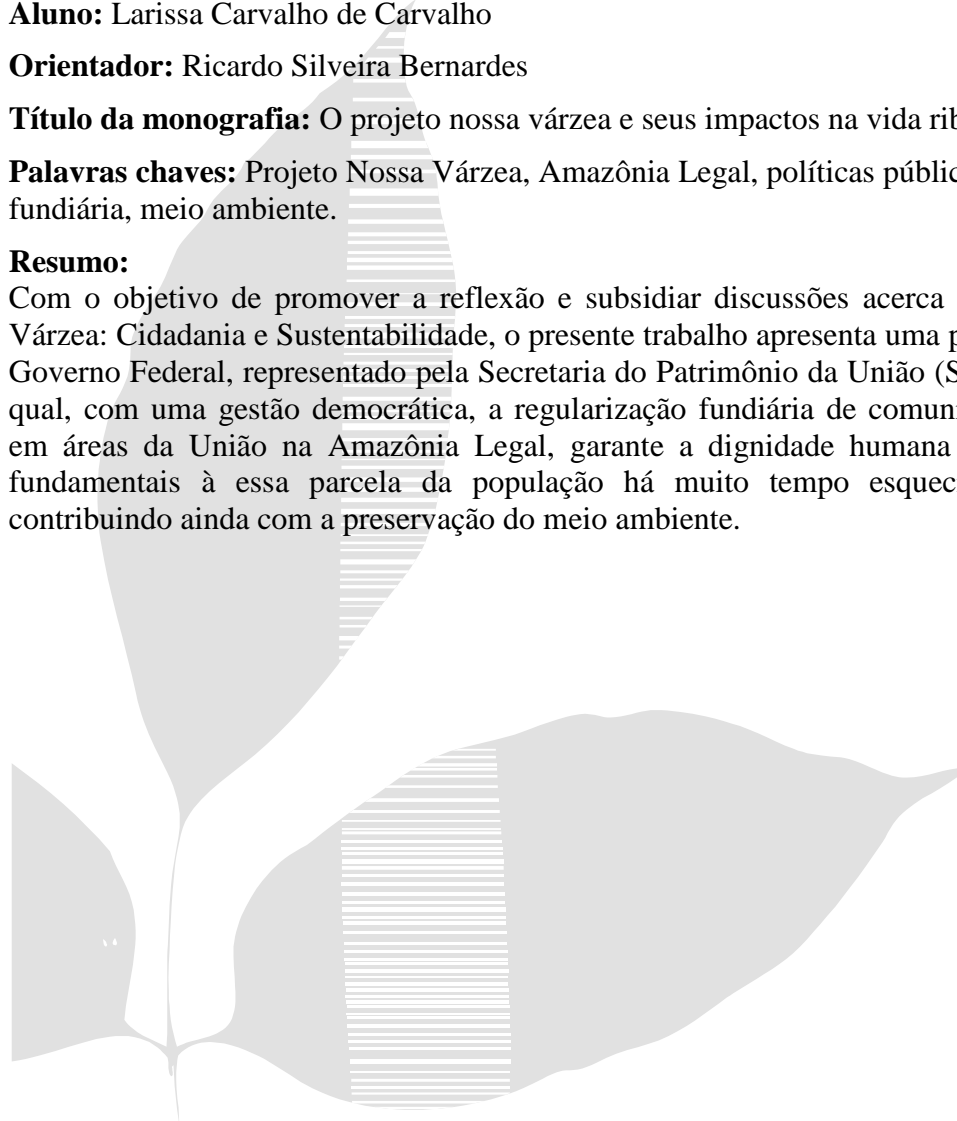 Aluno: Larissa Carvalho de Carvalho
Orientador: Ricardo Silveira Bernardes
Título da monografia: O projeto nossa várzea e seus impactos na vida
Palavras chaves: Projeto Nossa Várzea, Amazônia Legal, políticas
fundiária, meio ambiente.
Resumo:
Com o objetivo de promover a reflexão e subsidiar discussões acerca
Várzea: Cidadania e Sustentabilidade, o presente trabalho apresenta uma
Governo Federal, representado pela Secretaria do Patrimônio da União
qual, com uma gestão democrática, a regularização fundiária de
em áreas da União na Amazônia Legal, garante a dignidade humana
fundamentais à essa parcela da população há muito tempo
contribuindo ainda com a preservação do meio ambiente.